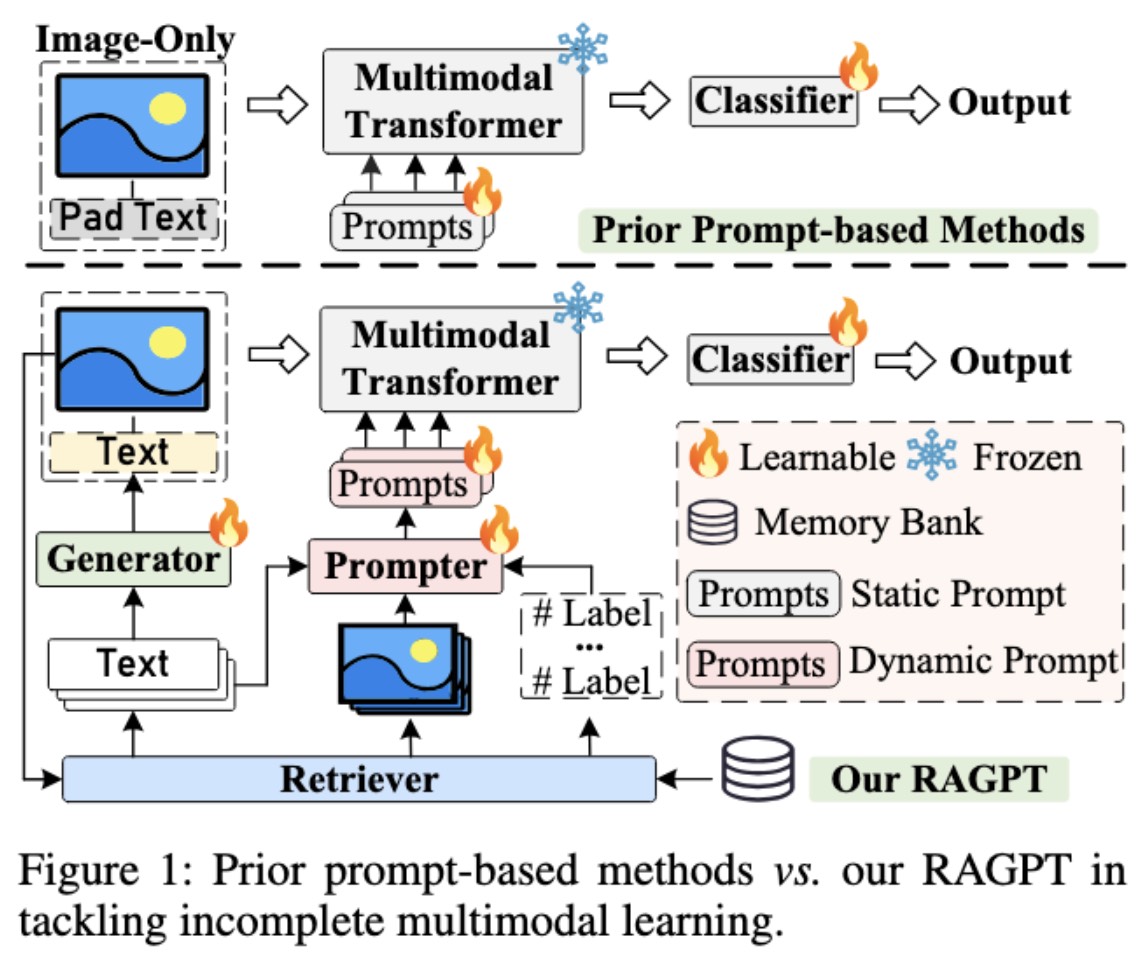 Image-Only
Multimodal
Transformer
Classifier
Output
Pad Text
Prompts
Prior Prompt-based Methods
Multimodal
Transformer
Classifier
Output
Text
Prompts
Learnable
Frozen
Memory Bank
Generator
Prompter
Prompts Static Prompt
# Label
...
# Label
Text
Prompts Dynamic Prompt
Retriever
Our RAGPT
Figure 1: Prior prompt-based methods vs. our RAGPT in
tackling incomplete multimodal learning.